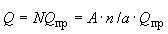 Q = NQпр = A · n / a · Qпр